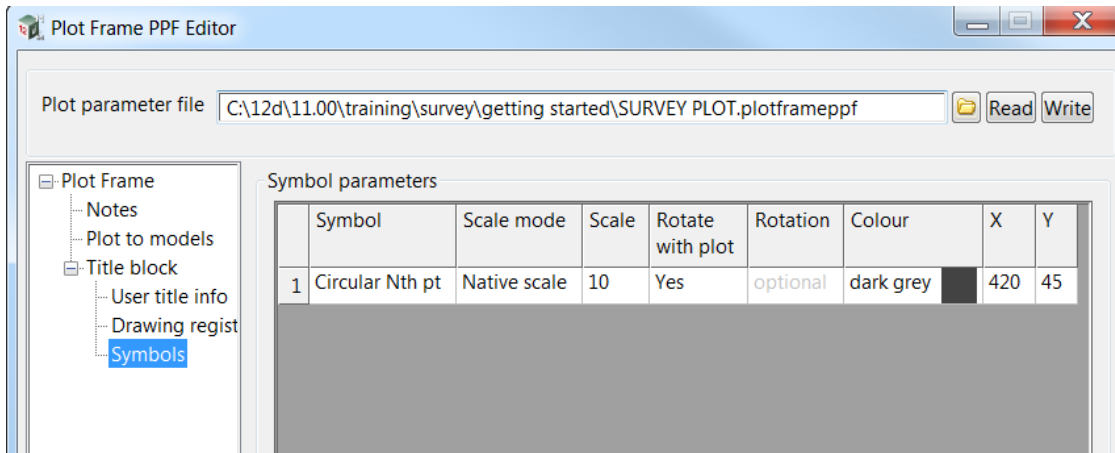 Plot Frame PPF Editor
Plot parameter file C:\12d\11.00\training\survey\getting started\SURVEY PLOT.plotframeppf Read Write
Plot Frame
Notes
Plot to models
Title block
User title info
Drawing regist
Symbols
Symbol parameters
Symbol Scale mode Scale Rotate with plot Rotation Colour X Y
1 Circular Nth pt Native scale 10 Yes optional dark grey 420 45